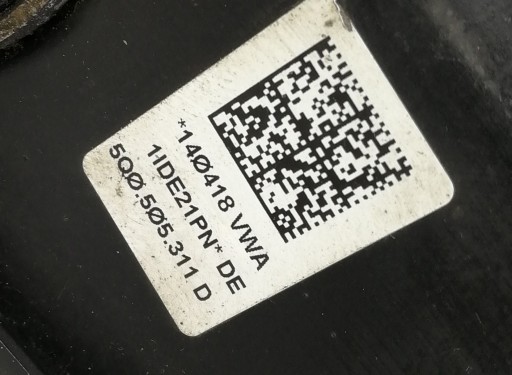 *14Ø418 VWA
1IDE21PN* DE
5QØ.5Ø5.311 D